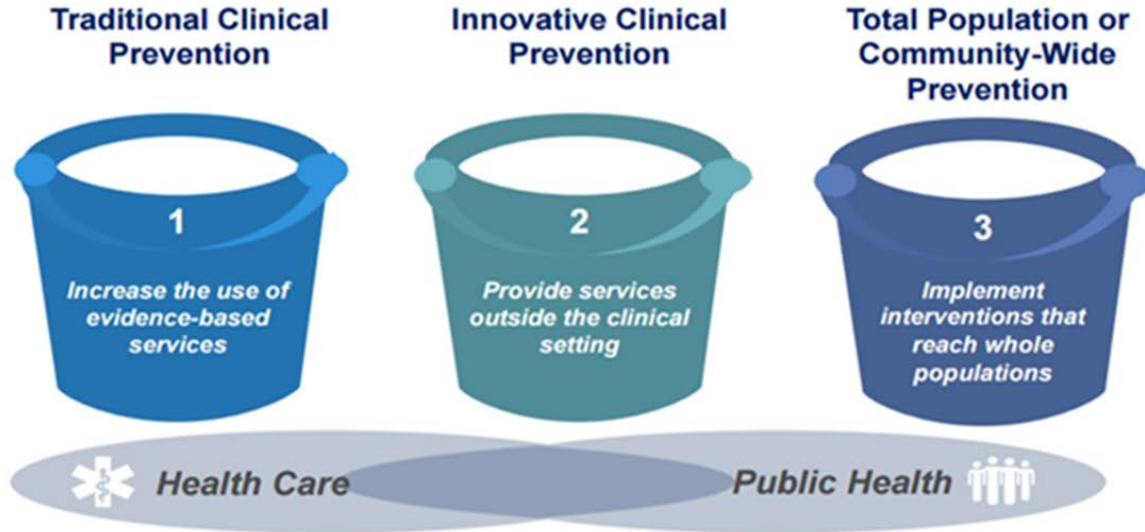 Traditional Clinical
Prevention
Innovative Clinical
Prevention
Total Population or
Community-Wide
Prevention
1
Increase the use of
evidence-based
services
2
Provide services
outside the clinical
setting
3
Implement
interventions that
reach whole
populations
Health Care
Public Health